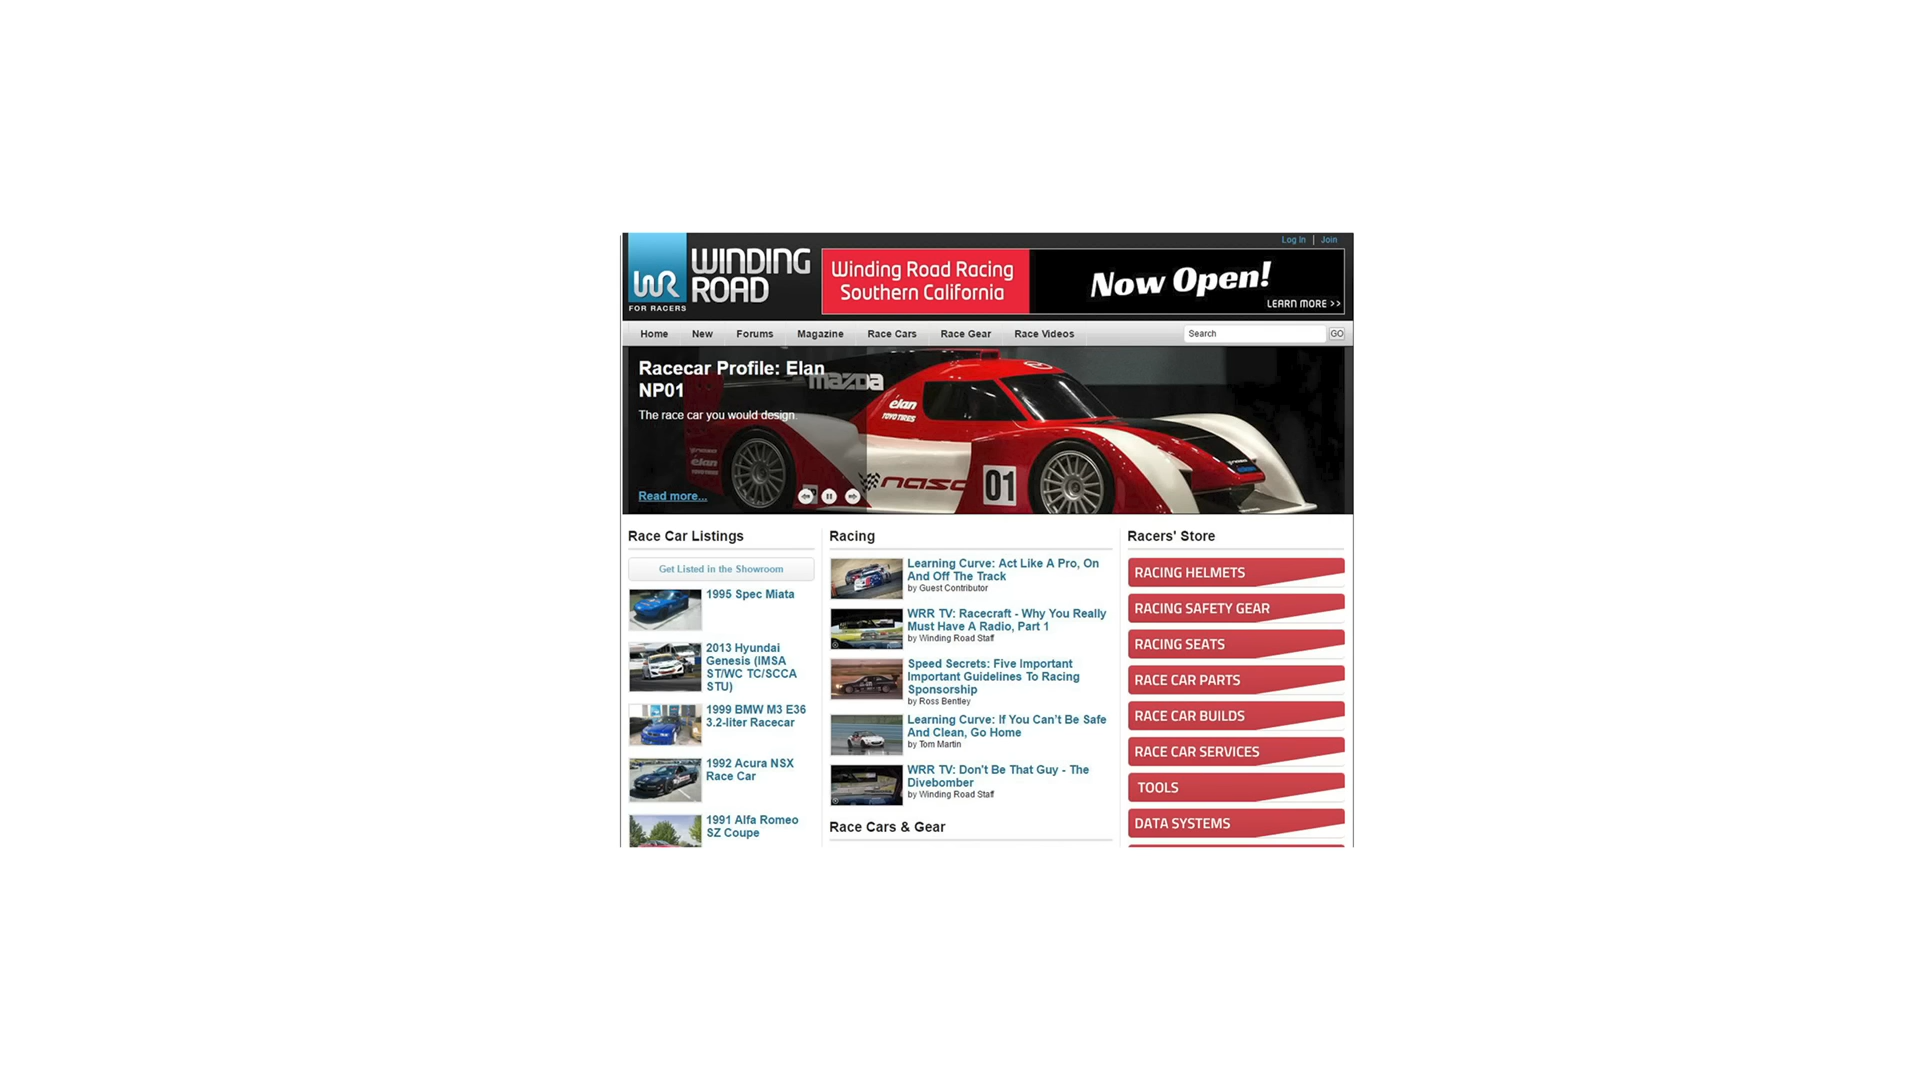 Log In | Join
WR
FOR RACERS
WINDING
ROAD
Winding Road Racing
Southern California
Now Open!
LEARN MORE >>
Home New Forums Magazine Race Cars Race Gear Race Videos Search GO
Racecar Profile: Elan
NP01
The race car you would design.
Read more...
mazda
élan
TOYO TIRES
élan
nasa
01
Race Car Listings
Get Listed in the Showroom
1995 Spec Miata
2013 Hyundai
Genesis (IMSA
ST/WC TC/SCCA
STU)
1999 BMW M3 E36
3.2-liter Racecar
1992 Acura NSX
Race Car
1991 Alfa Romeo
SZ Coupe
Racing
Learning Curve: Act Like A Pro, On
And Off The Track
by Guest Contributor
WRR TV: Racecraft - Why You Really
Must Have A Radio, Part 1
by Winding Road Staff
Speed Secrets: Five Important
Important Guidelines To Racing
Sponsorship
by Ross Bentley
Learning Curve: If You Can't Be Safe
And Clean, Go Home
by Tom Martin
WRR TV: Don't Be That Guy - The
Divebomber
by Winding Road Staff
Race Cars & Gear
Racers' Store
RACING HELMETS
RACING SAFETY GEAR
RACING SEATS
RACE CAR PARTS
RACE CAR BUILDS
RACE CAR SERVICES
TOOLS
DATA SYSTEMS